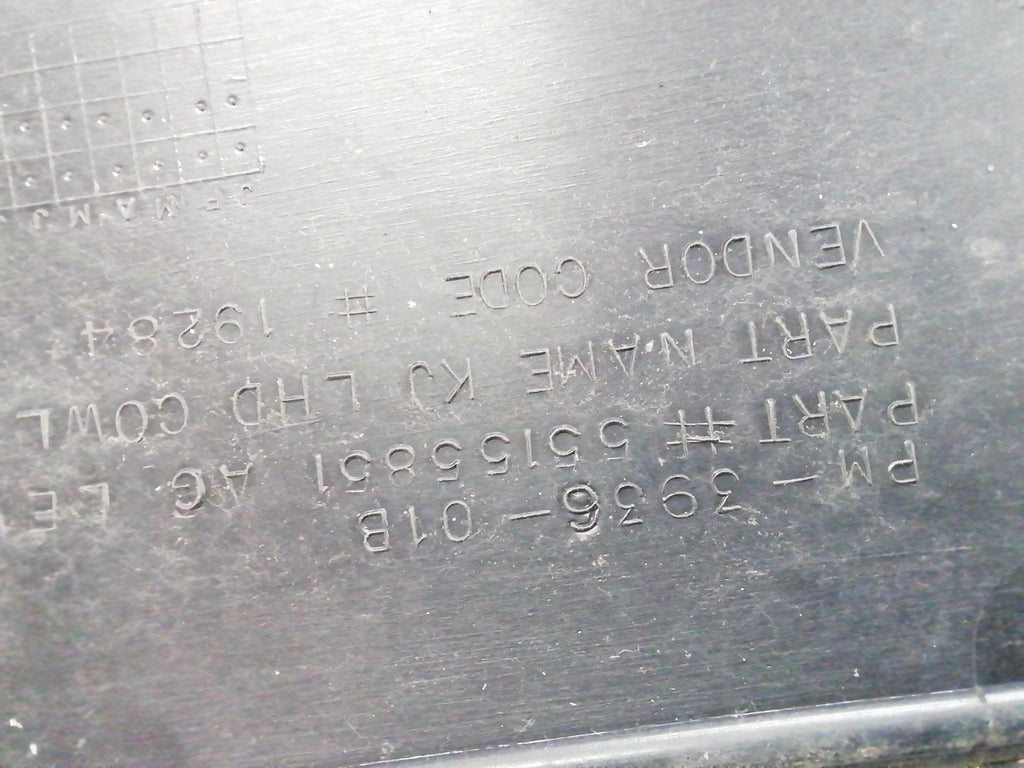 PM-3936-01B
PART # 55155851 AG LE
PART NAME KJ LHD COWL
VENDOR CODE # 19284
J F M A M J